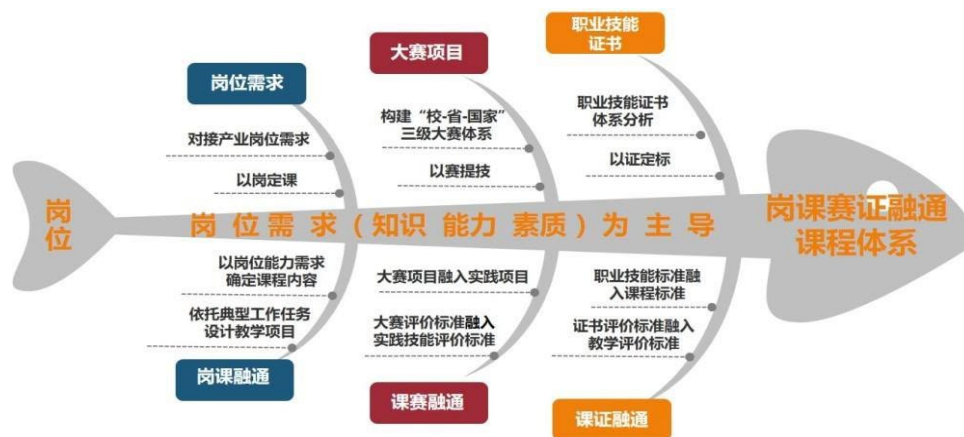 职业技能
证书
大赛项目
岗位需求
职业技能证书
体系分析
构建“校-省-国家”
三级大赛体系
对接产业岗位需求
以证定标
以赛提技
以岗定课
岗
位
岗 位 需 求（知识 能力 素质）为 主 导
岗课赛证融通
课程体系
以岗位能力需求
确定课程内容
大赛项目融入实践项目
职业技能标准融
入课程标准
依托典型工作任务
设计教学项目
大赛评价标准融入
实践技能评价标准
证书评价标准融入
教学评价标准
岗课融通
课赛融通
课证融通